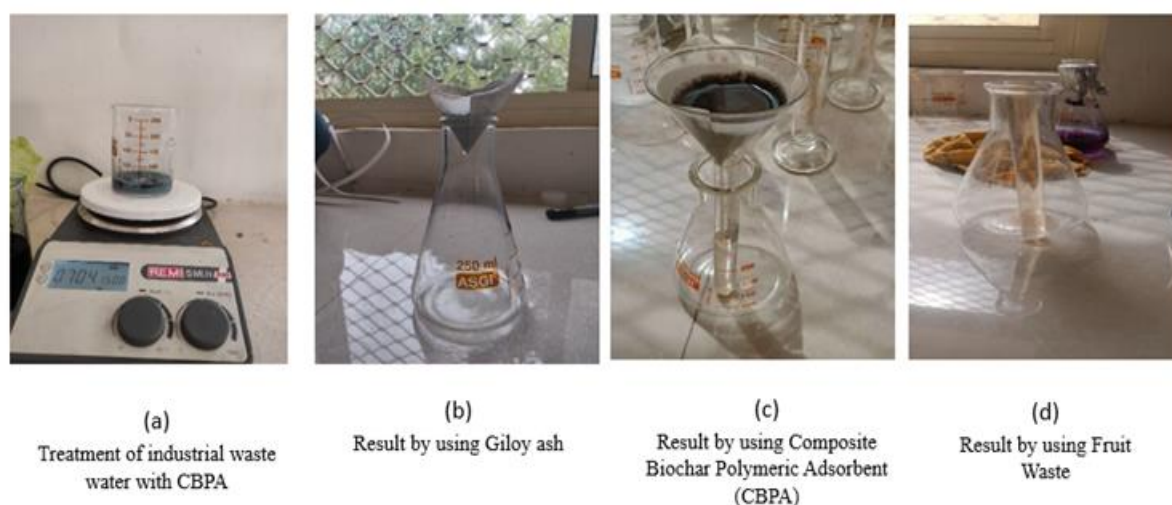 REMI
250 ml
ASGI
(a)
Treatment of industrial waste
water with CBPA
(b)
Result by using Giloy ash
(c)
Result by using Composite
Biochar Polymeric Adsorbent
(CBPA)
(d)
Result by using Fruit
Waste